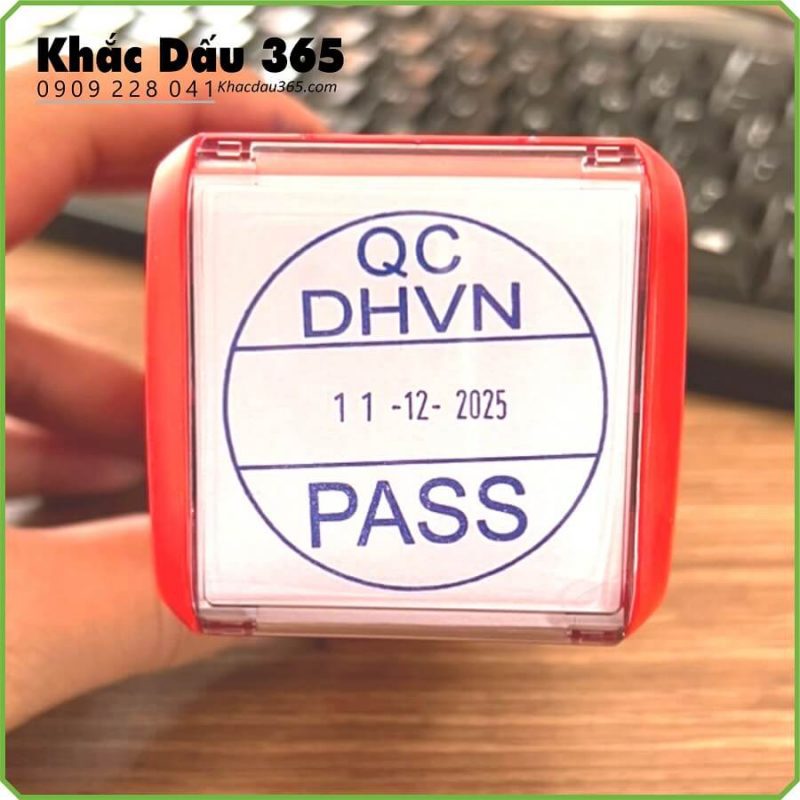 Khắc Dấu 365
0909 228 041 Khacdau365.com
QC
DHVN
11 -12- 2025
PASS